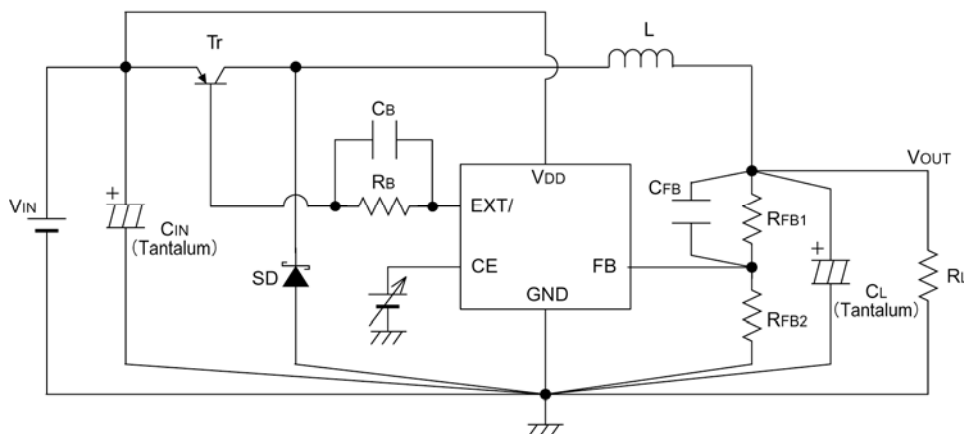 Tr
L
CB
RB
VDD
EXT/
CE
FB
GND
VIN
+
CIN
(Tantalum)
SD
CFB
RFB1
RFB2
VOUT
+
CL
(Tantalum)
RL